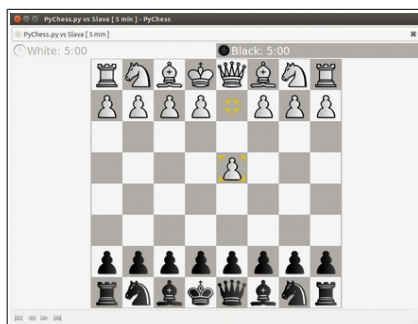 PyChess.py vs Slava [ 5 min ] - PyChess
PyChess.py vs Slava [ 5 min ]
White: 5:00
Black: 5:00